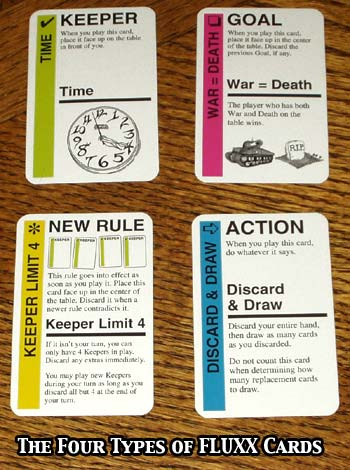 TIME ✓
KEEPER
When you play this card,
place it face up on the table
in front of you.
Time
WAR = DEATH
GOAL
When you play this card,
place it face up in the center
of the table. Discard the
previous Goal, if any.
War = Death
The player who has both
War and Death on the
table wins.
R.I.P.
KEEPER LIMIT 4
NEW RULE
KEEPER KEEPER KEEPER KEEPER
This rule goes into effect as
soon as you play it. Place this
card face up in the center of
the table. Discard it when a
newer rule contradicts it.
Keeper Limit 4
If it isn't your turn, you can
only have 4 Keepers in play.
Discard any extras immediately.
You may play new Keepers
during your turn as long as you
discard all but 4 at the end of
your turn.
DISCARD & DRAW
ACTION
When you play this card,
do whatever it says.
Discard
& Draw
Discard your entire hand,
then draw as many cards
as you discarded.
Do not count this card
when determining how
many replacement cards
to draw.
The Four Types of FLUXX Cards